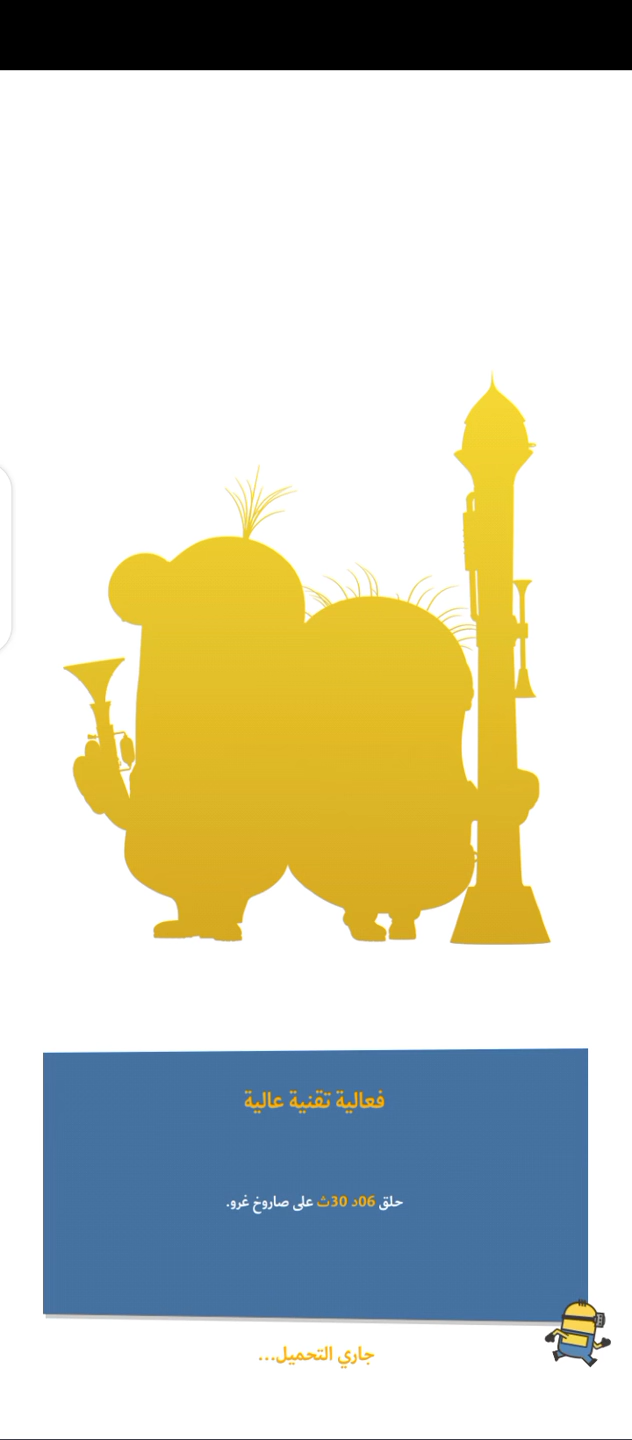 فعالية تقنية عالية
حلق 06د 30ث على صاروخ غرو.
جاري التحميل...